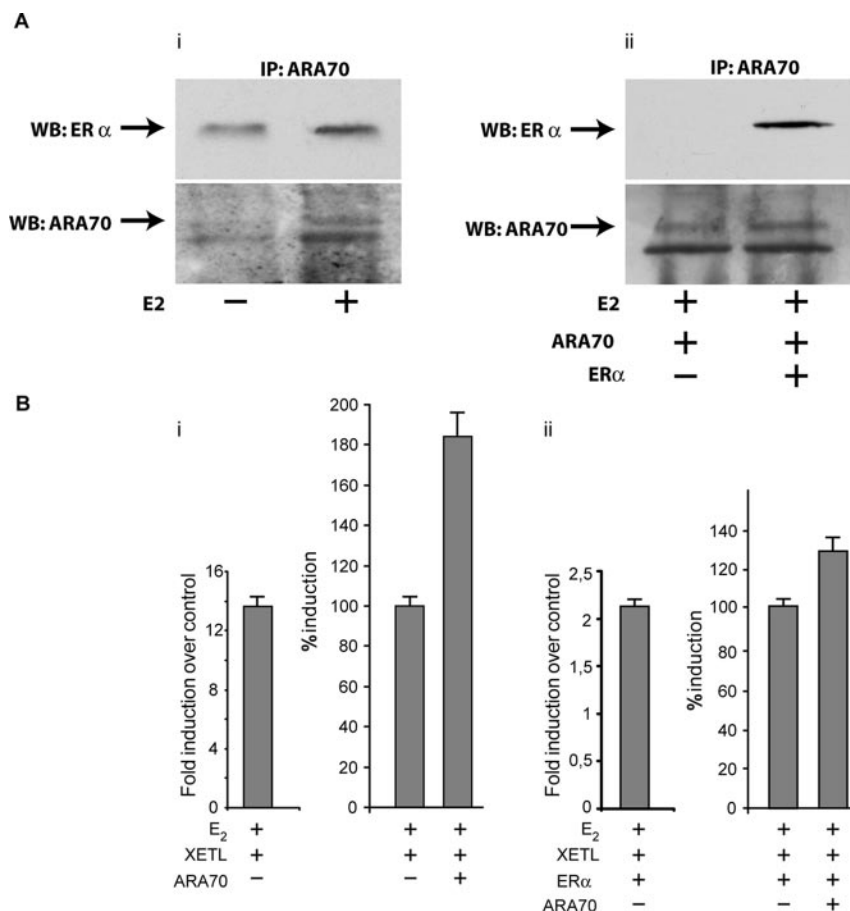 A
i
IP: ARA70
WB: ER α
WB: ARA70
E2 − +
ii
IP: ARA70
WB: ER α
WB: ARA70
E2 + +
ARA70 + +
ERα − +
B
i
Fold induction over control
16
14
12
8
4
0
E2 +
XETL +
ARA70 −
%induction
200
180
160
140
120
100
80
60
40
20
0
+ +
+ +
− +
ii
Fold induction over control
2,5
2
1,5
1
0,5
0
E2 +
XETL +
ERα +
ARA70 −
%induction
140
120
100
80
60
40
20
0
+ +
+ +
+ +
− +